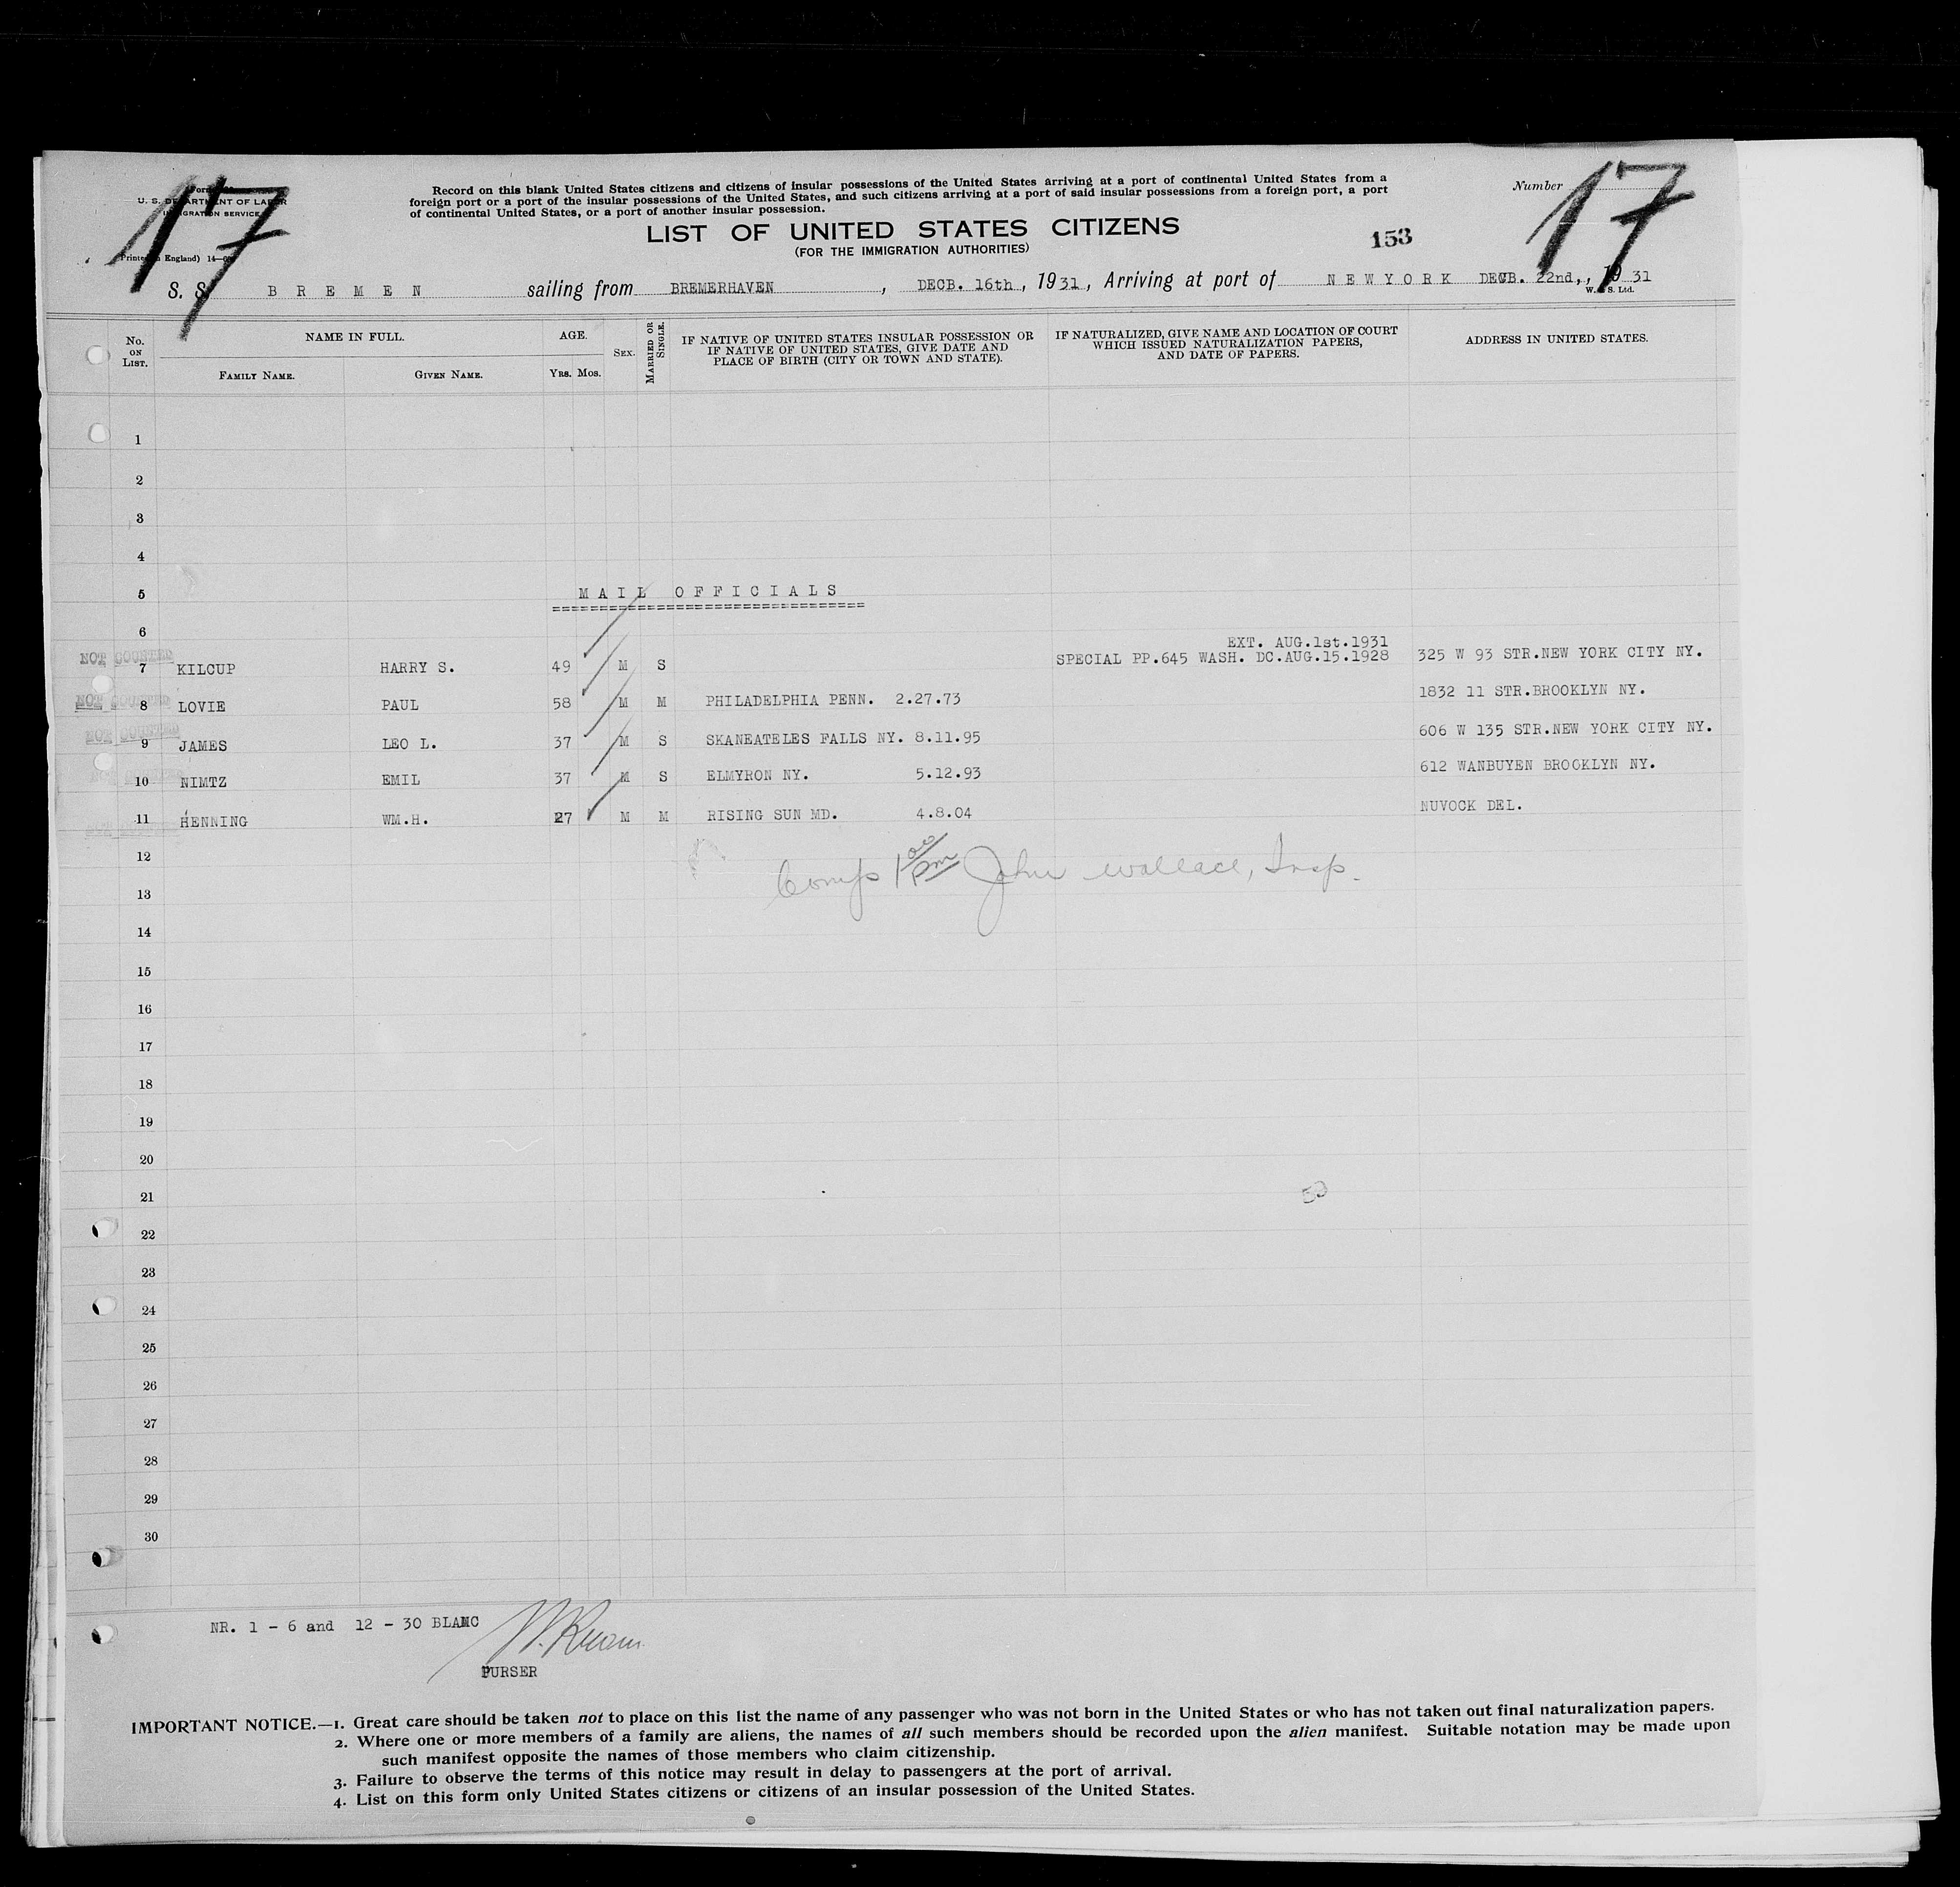 17
17
U. S. DEPARTMENT OF LABOR
IMMIGRATION SERVICE
Record on this blank United States citizens and citizens of insular possessions of the United States arriving at a port of continental United States from a
foreign port or a port of the insular possessions of the United States, and such citizens arriving at a port of said insular possessions from a foreign port, a port
of continental United States, or a port of another insular possession.
Number
LIST OF UNITED STATES CITIZENS
(FOR THE IMMIGRATION AUTHORITIES)
153
S. S. BREMEN sailing from BREMERHAVEN, DECB. 16th, 1931, Arriving at port of NEWYORK DECB. 22nd,, 1931
No. ON LIST.
NAME IN FULL.
FAMILY NAME.
GIVEN NAME.
AGE.
Yrs. Mos.
SEX.
MARRIED OR SINGLE.
IF NATIVE OF UNITED STATES INSULAR POSSESSION OR
IF NATIVE OF UNITED STATES, GIVE DATE AND
PLACE OF BIRTH (CITY OR TOWN AND STATE).
IF NATURALIZED, GIVE NAME AND LOCATION OF COURT
WHICH ISSUED NATURALIZATION PAPERS,
AND DATE OF PAPERS.
ADDRESS IN UNITED STATES.
1
2
3
4
5 MAIL OFFICIALS
6
EXT. AUG.1st.1931
NOT COUNTED 7 KILCUP HARRY S. 49 M S SPECIAL PP.645 WASH. DC.AUG.15.1928 325 W 93 STR.NEW YORK CITY NY.
NOT COUNTED 8 LOVIE PAUL 58 M M PHILADELPHIA PENN. 2.27.73 1832 11 STR.BROOKLYN NY.
NOT COUNTED 9 JAMES LEO L. 37 M S SKANEATELES FALLS NY. 8.11.95 606 W 135 STR.NEW YORK CITY NY.
10 NIMTZ EMIL 37 M S ELMYRON NY. 5.12.93 612 WANBUYEN BROOKLYN NY.
11 HENNING WM.H. 27 M M RISING SUN MD. 4.8.04 NUVOCK DEL.
12
Comp 1 00/pm John Wallace, Insp.
13
14
15
16
17
18
19
20
21
22
23
24
25
26
27
28
29
30
NR. 1 - 6 and 12 - 30 BLANC
PURSER
IMPORTANT NOTICE.—1. Great care should be taken not to place on this list the name of any passenger who was not born in the United States or who has not taken out final naturalization papers.
2. Where one or more members of a family are aliens, the names of all such members should be recorded upon the alien manifest. Suitable notation may be made upon
such manifest opposite the names of those members who claim citizenship.
3. Failure to observe the terms of this notice may result in delay to passengers at the port of arrival.
4. List on this form only United States citizens or citizens of an insular possession of the United States.